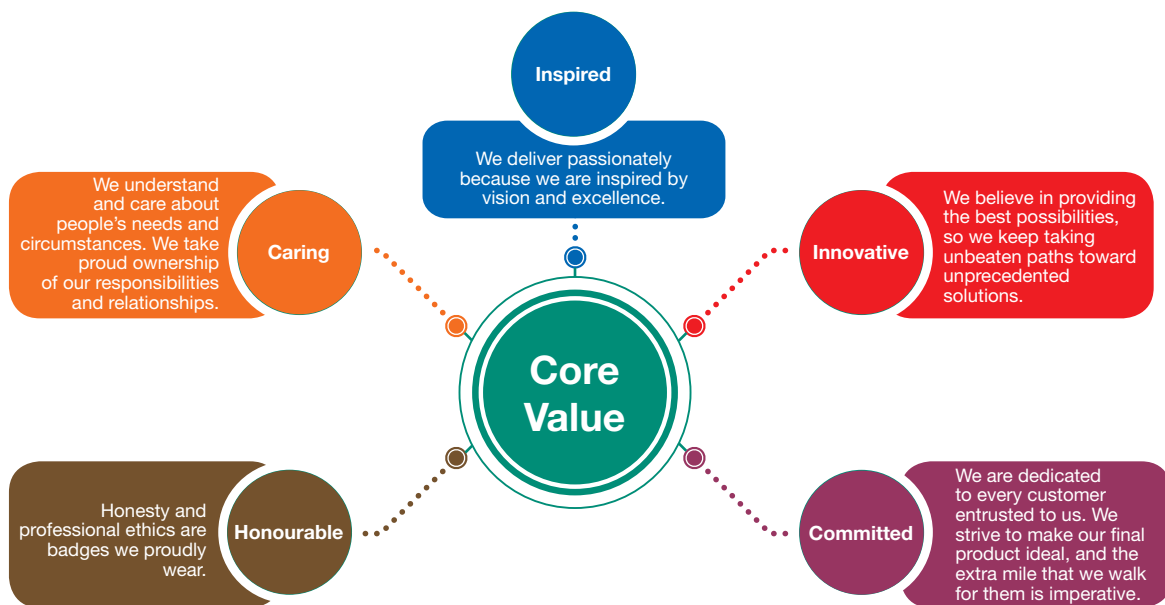 Inspired
We deliver passionately
because we are inspired by
vision and excellence.
We understand
and care about
people’s needs and
circumstances. We take
proud ownership
of our responsibilities
and relationships.
Caring
Innovative
We believe in providing
the best possibilities,
so we keep taking
unbeaten paths toward
unprecedented
solutions.
Core
Value
Honesty and
professional ethics are
badges we proudly
wear.
Honourable
Committed
We are dedicated
to every customer
entrusted to us. We
strive to make our final
product ideal, and the
extra mile that we walk
for them is imperative.